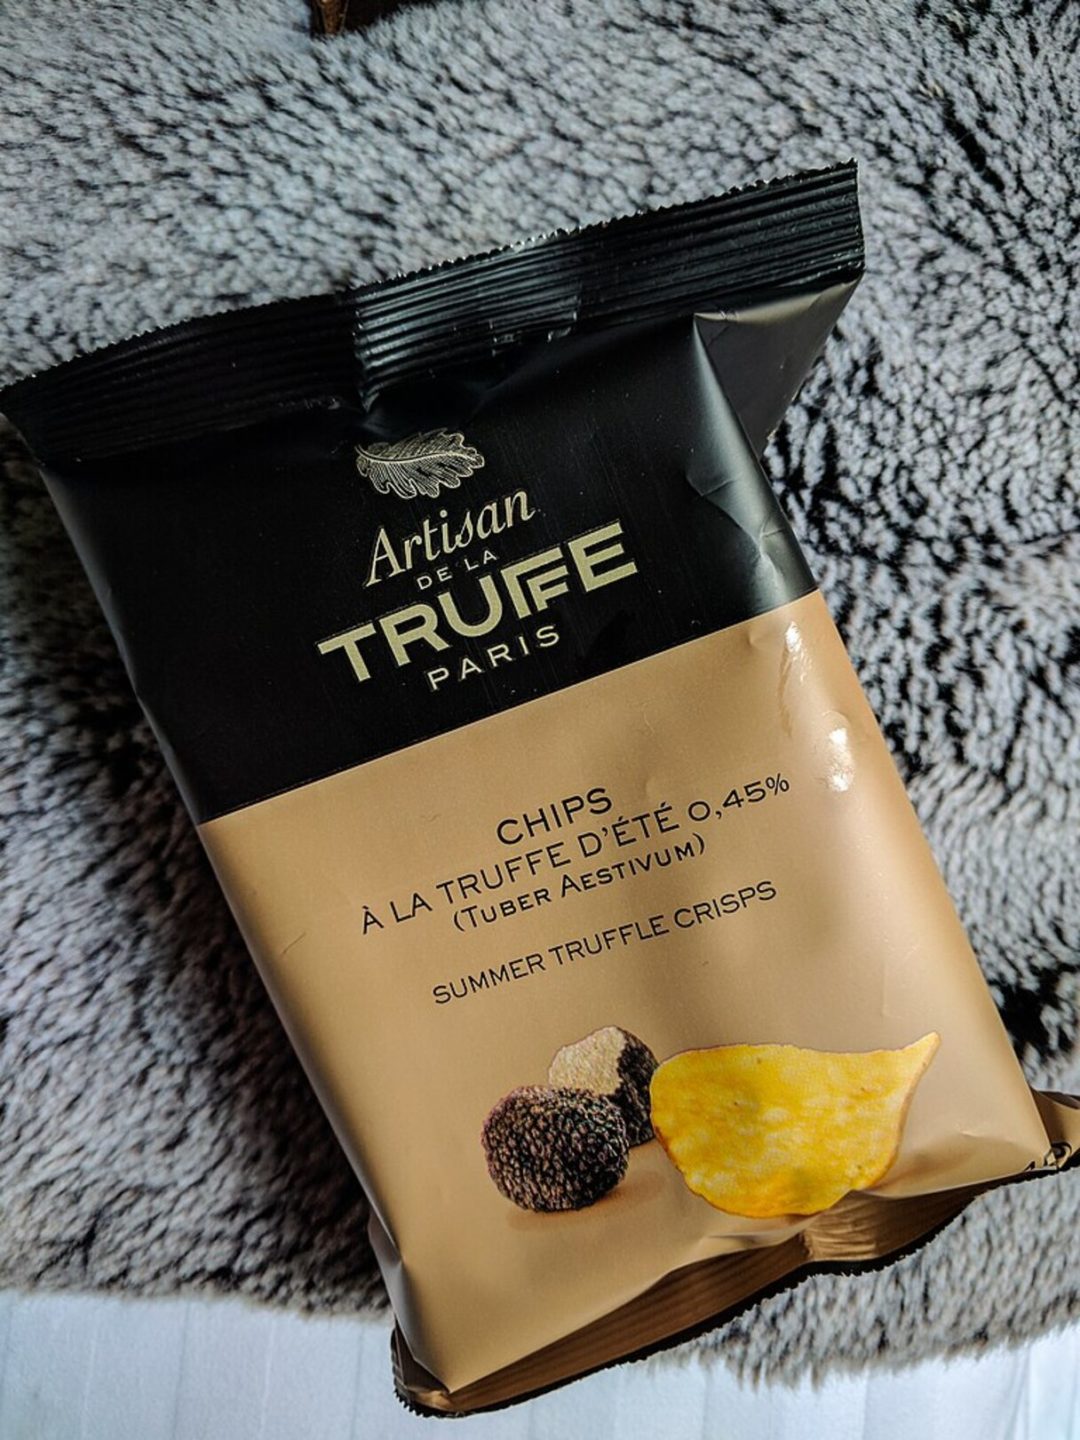 Artisan
DE LA
TRUFFE
PARIS
CHIPS
À LA TRUFFE D'ÉTÉ 0,45%
(TUBER AESTIVUM)
SUMMER TRUFFLE CRISPS